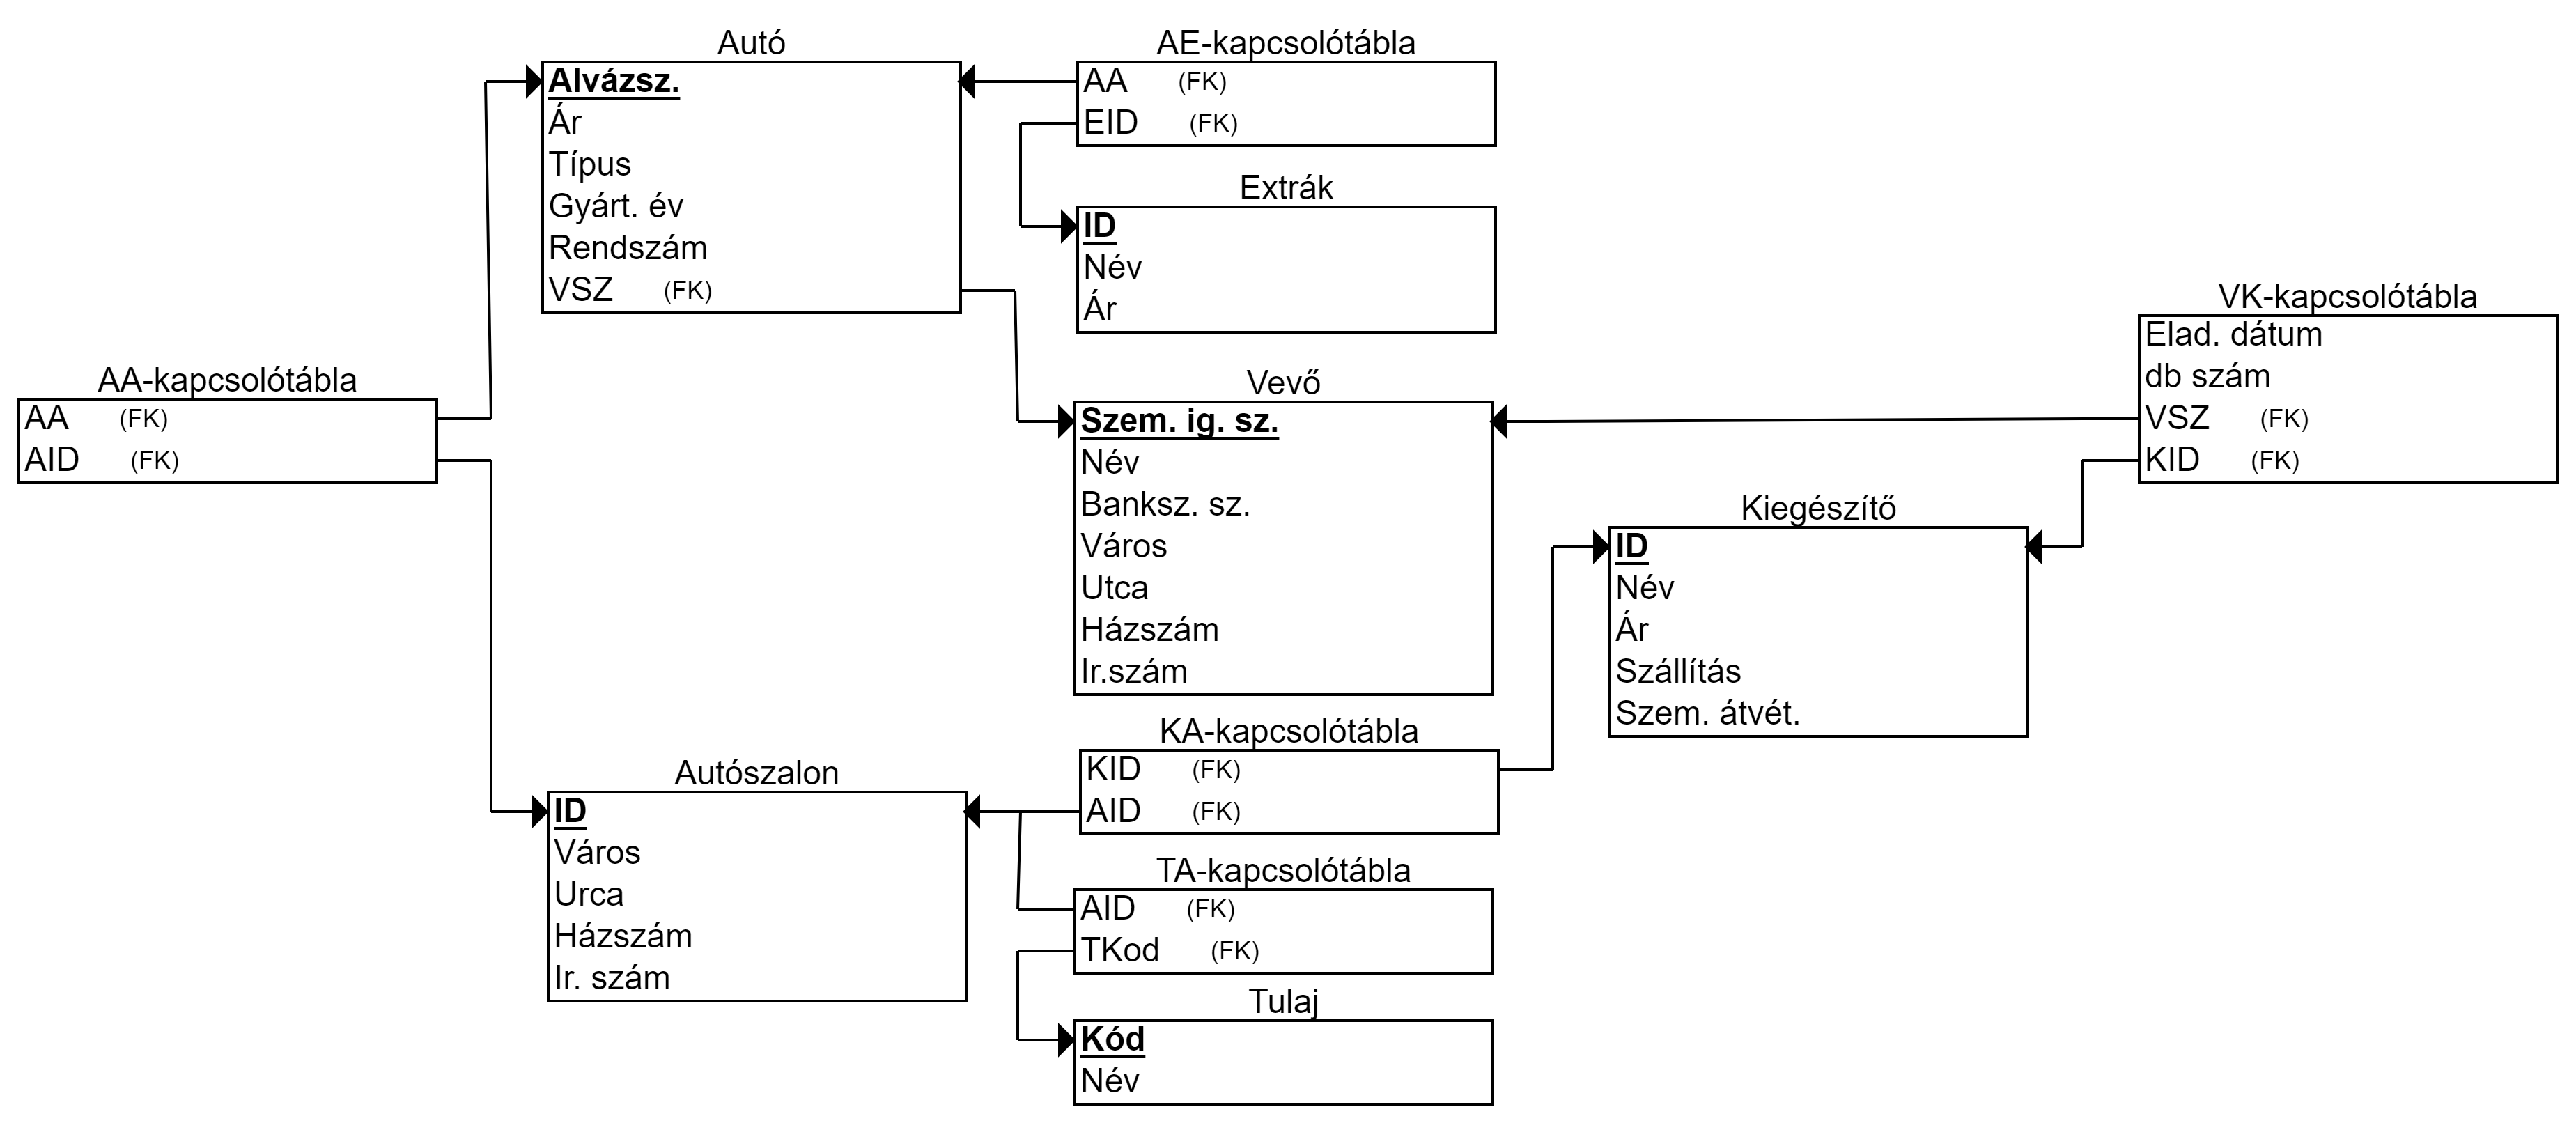 Autó
Alvázsz.
Ár
Típus
Gyárt. év
Rendszám
VSZ (FK)
AE-kapcsolótábla
AA (FK)
EID (FK)
Extrák
ID
Név
Ár
AA-kapcsolótábla
AA (FK)
AID (FK)
Vevő
Szem. ig. sz.
Név
Banksz. sz.
Város
Utca
Házszám
Ir.szám
VK-kapcsolótábla
Elad. dátum
db szám
VSZ (FK)
KID (FK)
Kiegészítő
ID
Név
Ár
Szállítás
Szem. átvét.
Autószalon
ID
Város
Urca
Házszám
Ir. szám
KA-kapcsolótábla
KID (FK)
AID (FK)
TA-kapcsolótábla
AID (FK)
TKod (FK)
Tulaj
Kód
Név